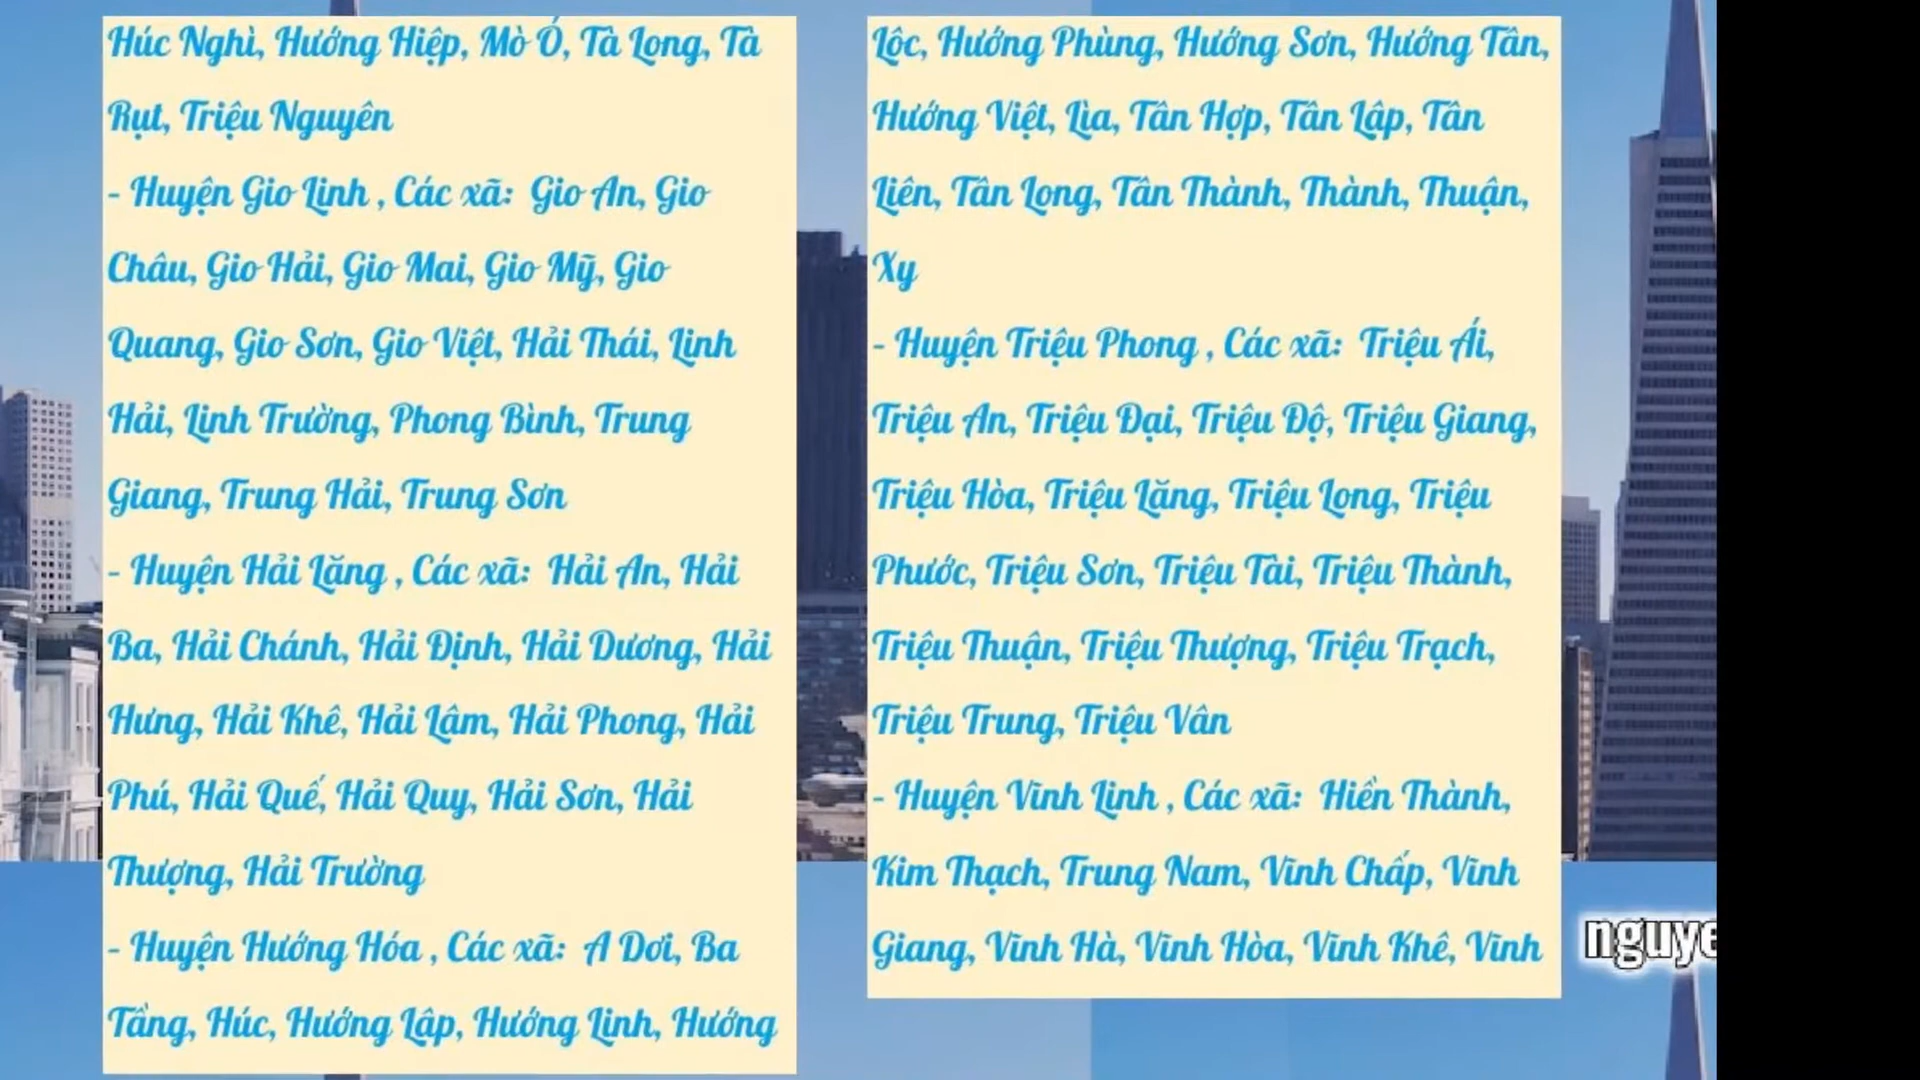 Húc Nghì, Hướng Hiệp, Mò Ó, Tà Long, Tà
Rụt, Triệu Nguyên
- Huyện Gio Linh , Các xã: Gio An, Gio
Châu, Gio Hải, Gio Mai, Gio Mỹ, Gio
Quang, Gio Sơn, Gio Việt, Hải Thái, Linh
Hải, Linh Trường, Phong Bình, Trung
Giang, Trung Hải, Trung Sơn
- Huyện Hải Lăng , Các xã: Hải An, Hải
Ba, Hải Chánh, Hải Định, Hải Dương, Hải
Hưng, Hải Khê, Hải Lâm, Hải Phong, Hải
Phú, Hải Quế, Hải Quy, Hải Sơn, Hải
Thượng, Hải Trường
- Huyện Hướng Hóa , Các xã: A Dơi, Ba
Tầng, Húc, Hướng Lập, Hướng Linh, Hướng
Lộc, Hướng Phùng, Hướng Sơn, Hướng Tân,
Hướng Việt, Lìa, Tân Hợp, Tân Lập, Tân
Liên, Tân Long, Tân Thành, Thành, Thuận,
Xy
- Huyện Triệu Phong , Các xã: Triệu Ái,
Triệu An, Triệu Đại, Triệu Độ, Triệu Giang,
Triệu Hòa, Triệu Lăng, Triệu Long, Triệu
Phước, Triệu Sơn, Triệu Tài, Triệu Thành,
Triệu Thuận, Triệu Thượng, Triệu Trạch,
Triệu Trung, Triệu Vân
- Huyện Vĩnh Linh , Các xã: Hiền Thành,
Kim Thạch, Trung Nam, Vĩnh Chấp, Vĩnh
Giang, Vĩnh Hà, Vĩnh Hòa, Vĩnh Khê, Vĩnh